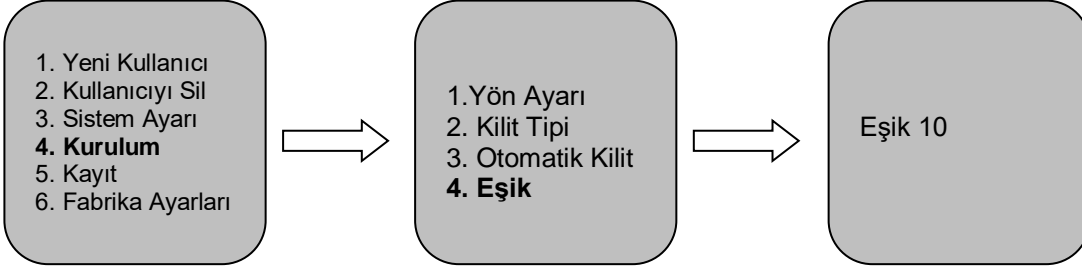 1. Yeni Kullanıcı
2. Kullanıcıyı Sil
3. Sistem Ayarı
4. Kurulum
5. Kayıt
6. Fabrika Ayarları
1.Yön Ayarı
2. Kilit Tipi
3. Otomatik Kilit
4. Eşik
Eşik 10